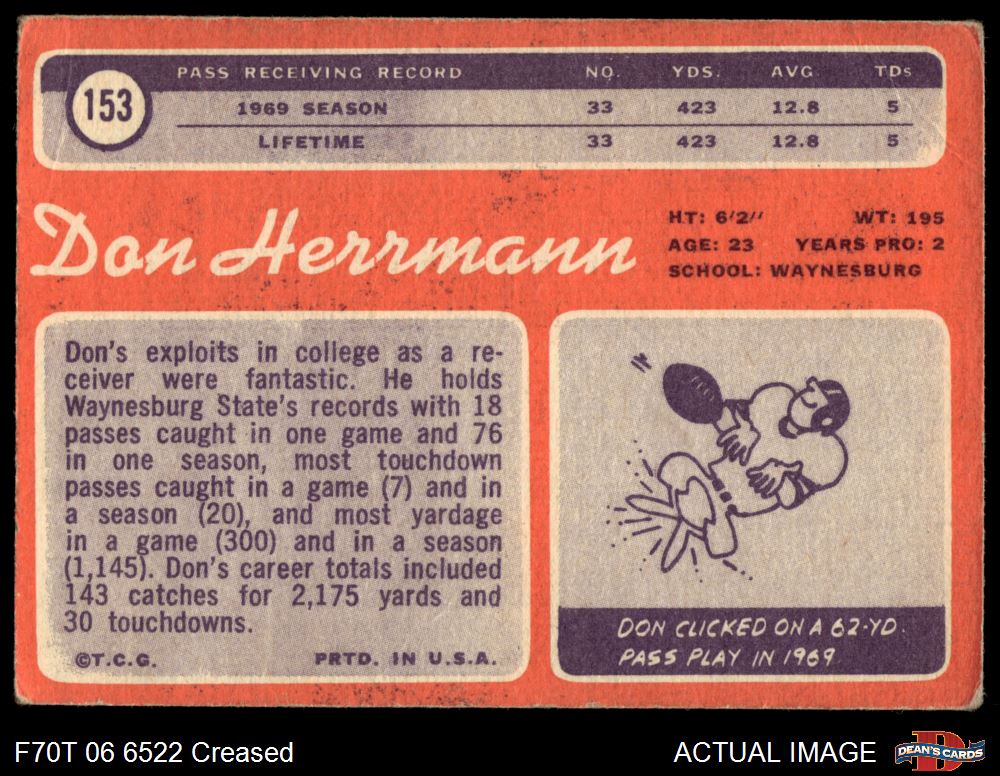 153
PASS RECEIVING RECORD NO. YDS. AVG TDs
1969 SEASON 33 423 12.8 5
LIFETIME 33 423 12.8 5
Don Herrmann
HT: 6'2" WT: 195
AGE: 23 YEARS PRO: 2
SCHOOL: WAYNESBURG
Don's exploits in college as a re-
ceiver were fantastic. He holds
Waynesburg State's records with 18
passes caught in one game and 76
in one season, most touchdown
passes caught in a game (7) and in
a season (20), and most yardage
in a game (300) and in a season
(1,145). Don's career totals included
143 catches for 2,175 yards and
30 touchdowns.
©T.C.G. PRTD. IN U.S.A.
DON CLICKED ON A 62-YD.
PASS PLAY IN 1969
F70T 06 6522 Creased
ACTUAL IMAGE
D
DEAN'S CARDS